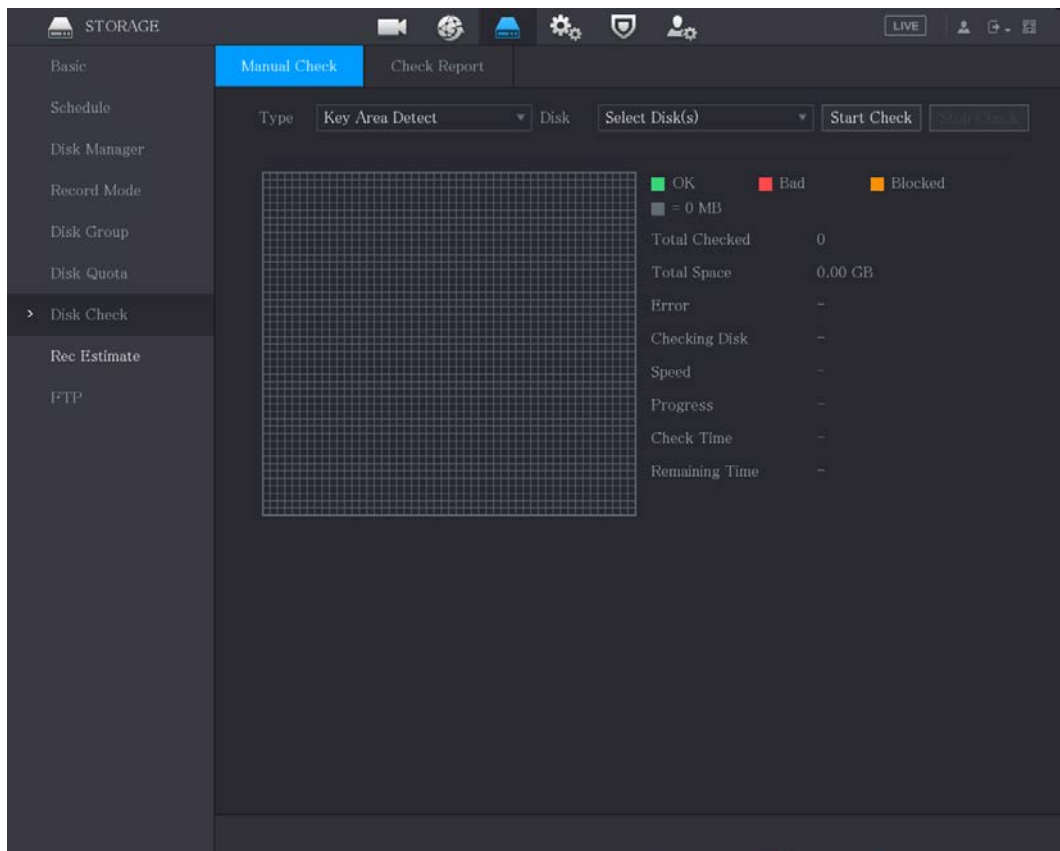 STORAGE
LIVE
Basic
Manual Check
Check Report
Schedule
Type
Key Area Detect
Disk
Select Disk(s)
Start Check
Stop Check
Disk Manager
Record Mode
OK
Bad
Blocked
= 0 MB
Disk Group
Total Checked 0
Disk Quota
Total Space 0.00 GB
Disk Check
Error -
Checking Disk -
Rec Estimate
Speed -
FTP
Progress -
Check Time -
Remaining Time -